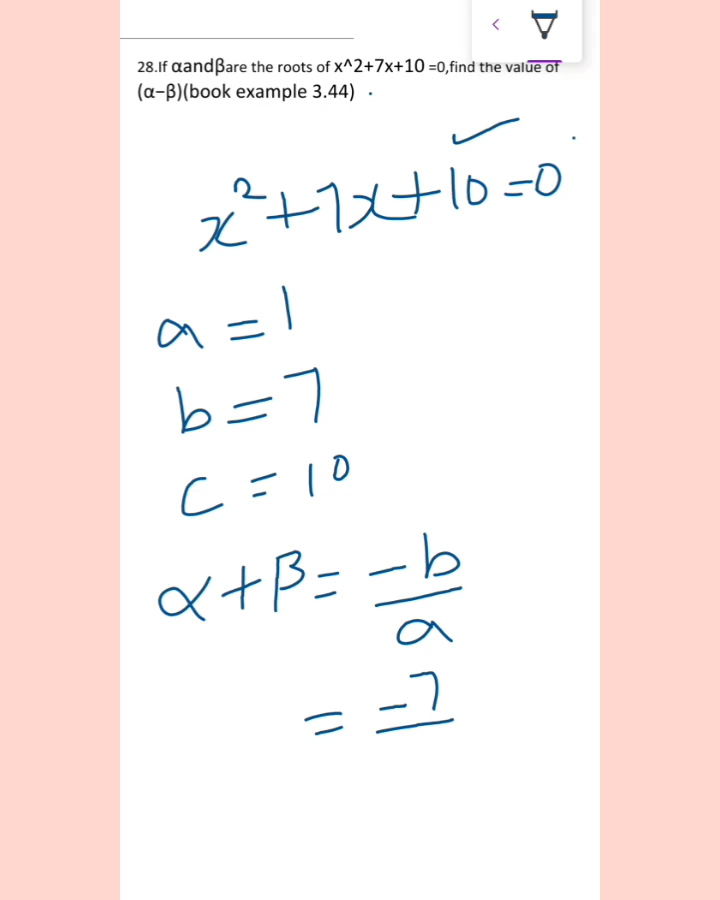 28.If αandβare the roots of x^2+7x+10 =0,find the value of
(α−β)(book example 3.44) .
x²+7x+10=0
a=1
b=7
c=10
α+β= -b/a
= -7